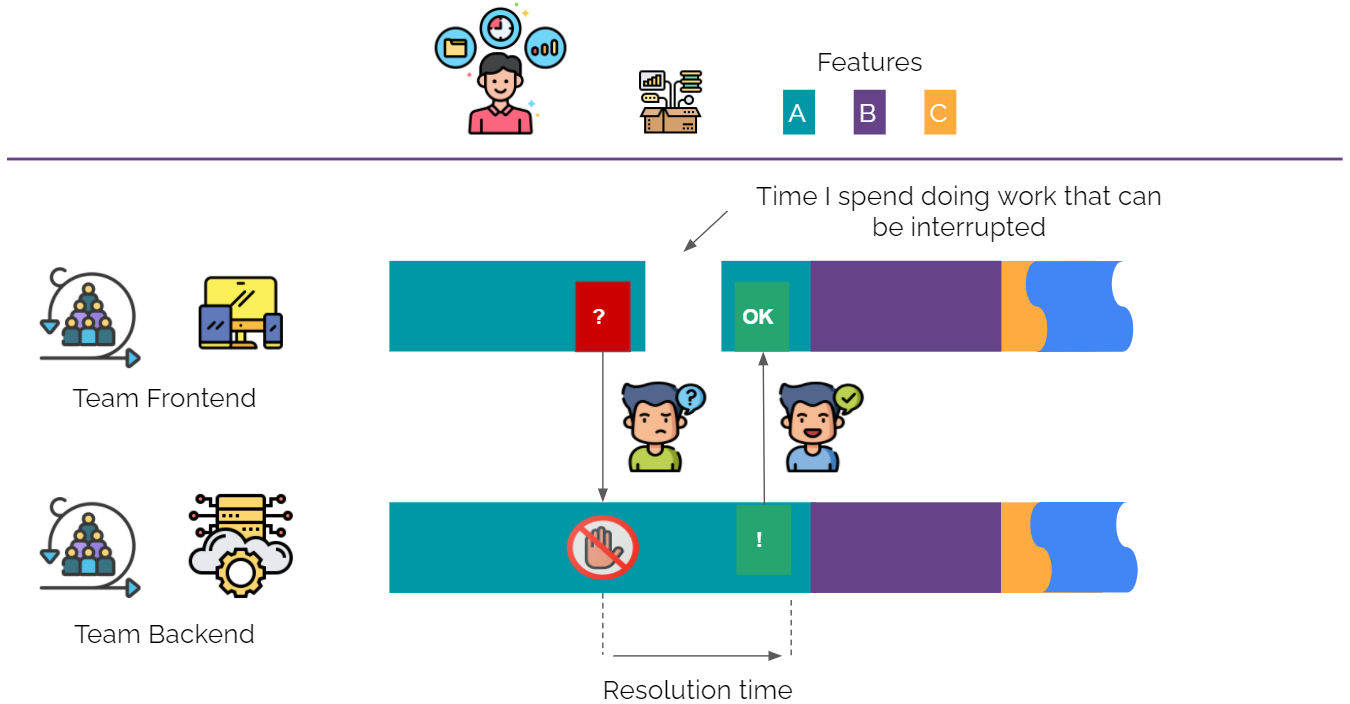 Features
A B C
Time I spend doing work that can
be interrupted
? OK
Team Frontend
?
!
Team Backend
Resolution time